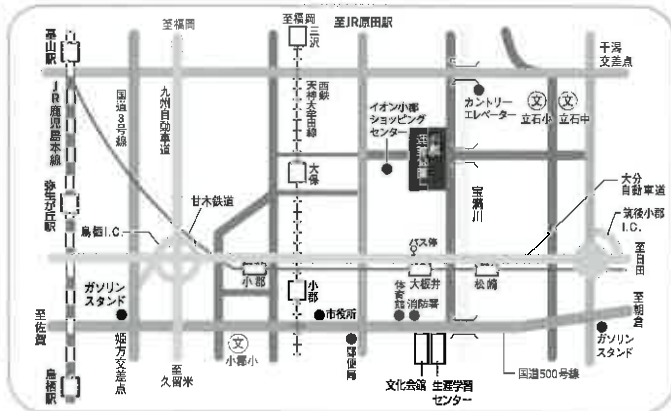 至福岡
至福岡
至JR原田駅
基山駅
三沢
干潟
交差点
JR鹿児島本線
国道3号線
九州自動車道
西鉄
天神大牟田線
イオン小郡
ショッピング
センター
カントリー
エレベーター
文
文
立石小
立石中
大保
宝満川
大分
自動車道
弥生が丘駅
甘木鉄道
筑後小郡
I.C.
鳥栖I.C.
バス停
至日田
ガソリン
スタンド
小郡
小郡
大板井
松崎
至朝倉
市役所
体育館
消防署
至佐賀
姫方交差点
文
小郡小
至久留米
郵便局
ガソリン
スタンド
国道500号線
鳥栖駅
文化会館
生涯学習
センター